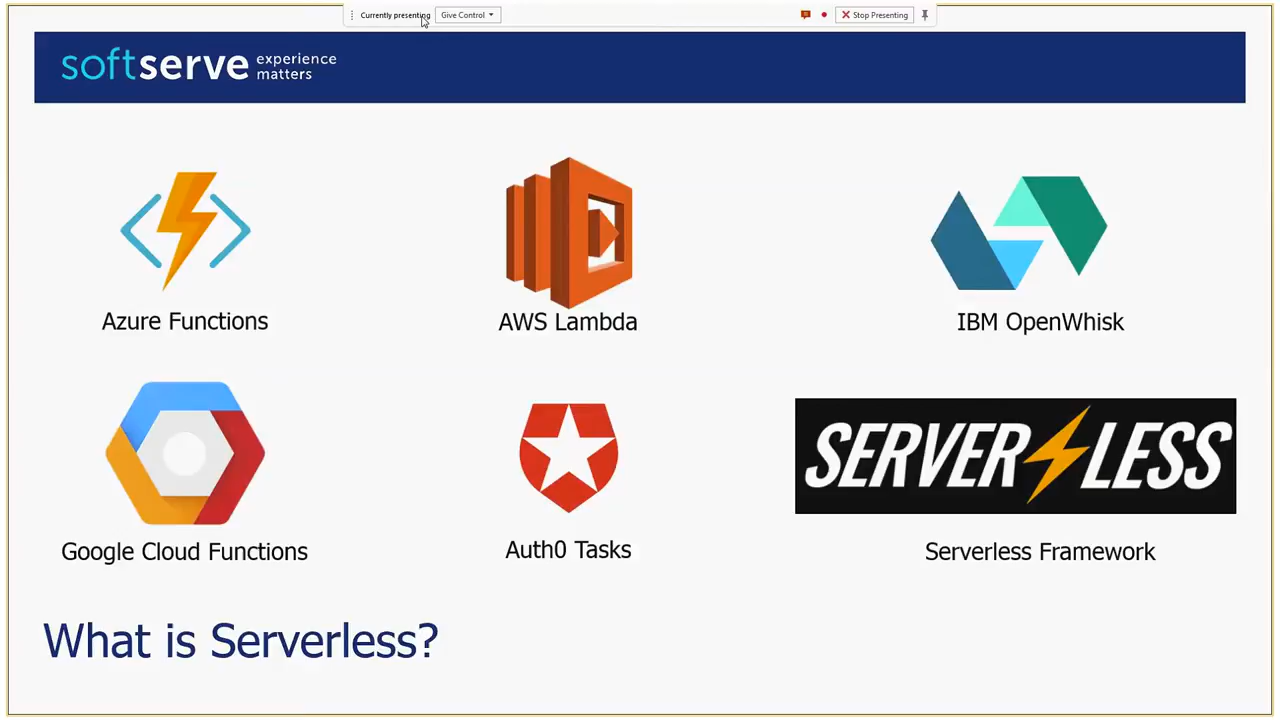 Currently presenting
Give Control
Stop Presenting
softserve experience
matters
Azure Functions
AWS Lambda
IBM OpenWhisk
SERVERLESS
Google Cloud Functions
Auth0 Tasks
Serverless Framework
What is Serverless?